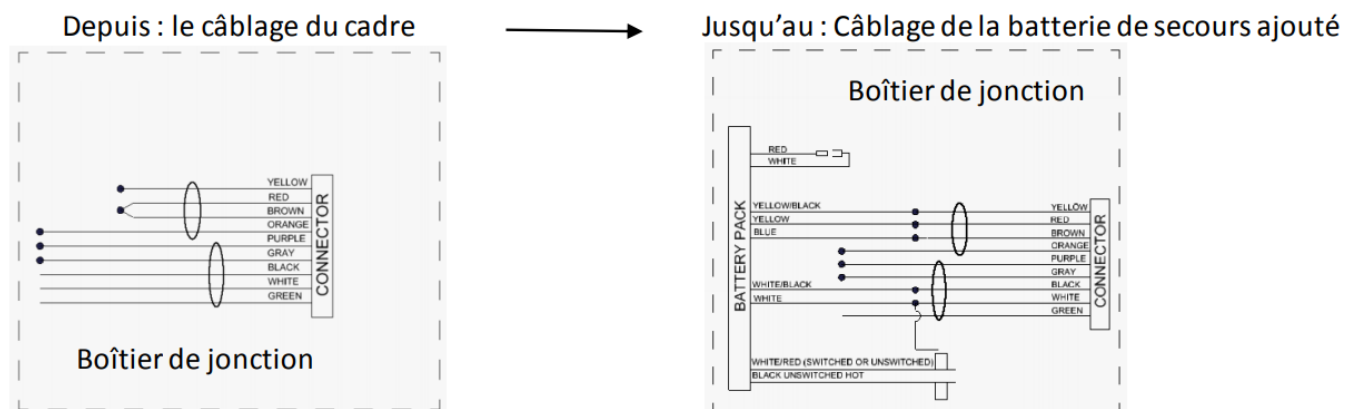 Depuis : le câblage du cadre
Jusqu'au : Câblage de la batterie de secours ajouté
YELLOW
RED
BROWN
ORANGE
PURPLE
GRAY
BLACK
WHITE
GREEN
CONNECTOR
Boîtier de jonction
Boîtier de jonction
BATTERY PACK
RED
WHITE
YELLOW/BLACK
YELLOW
BLUE
WHITE/BLACK
WHITE
WHITE/RED (SWITCHED OR UNSWITCHED)
BLACK UNSWITCHED HOT
YELLOW
RED
BROWN
ORANGE
PURPLE
GRAY
BLACK
WHITE
GREEN
CONNECTOR